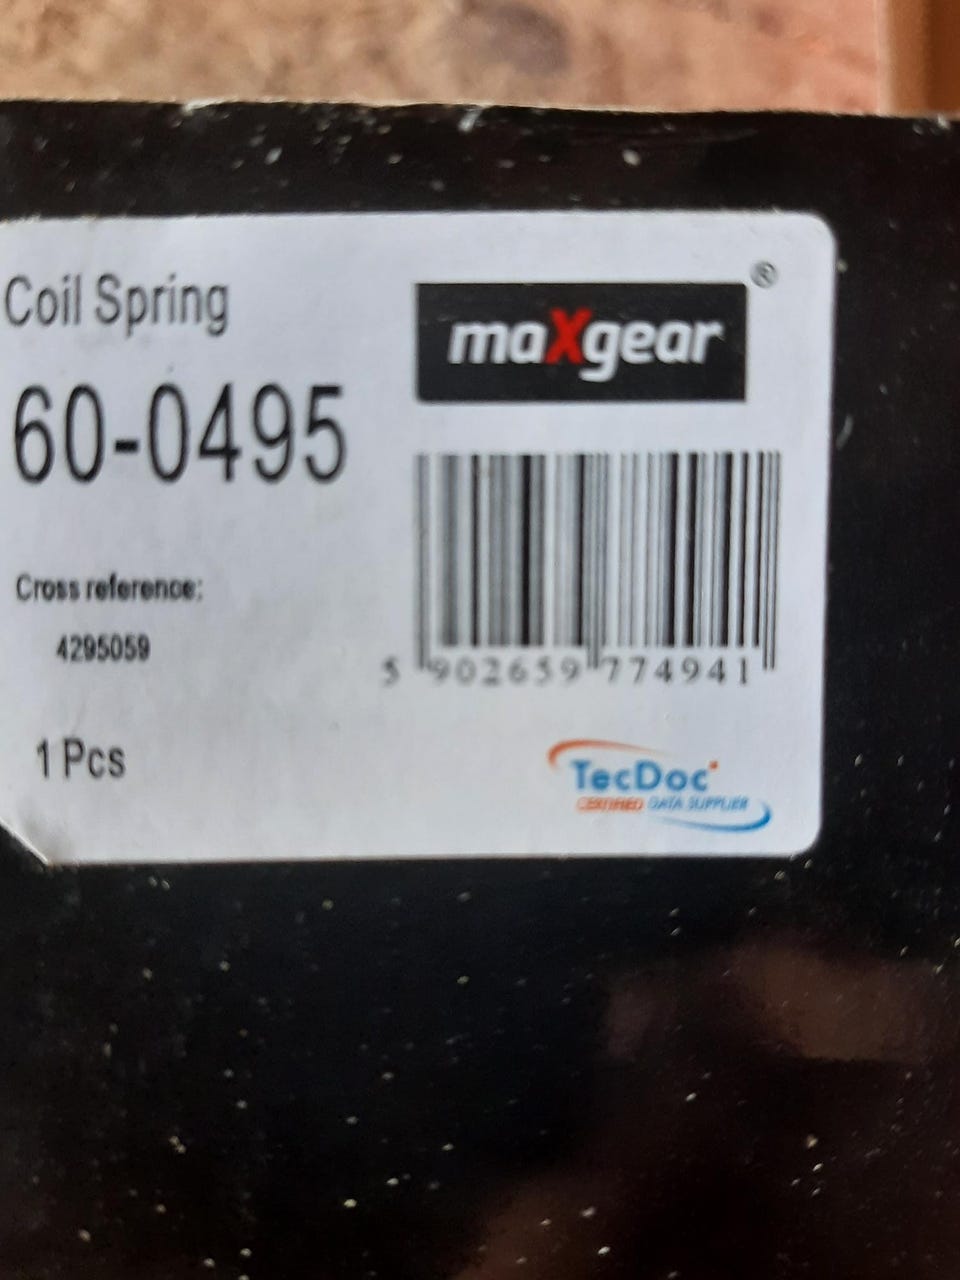 Coil Spring
maXgear®
60-0495
Cross reference:
4295059
5 902659 774941
1 Pcs
TecDoc
CERTIFIED DATA SUPPLIER